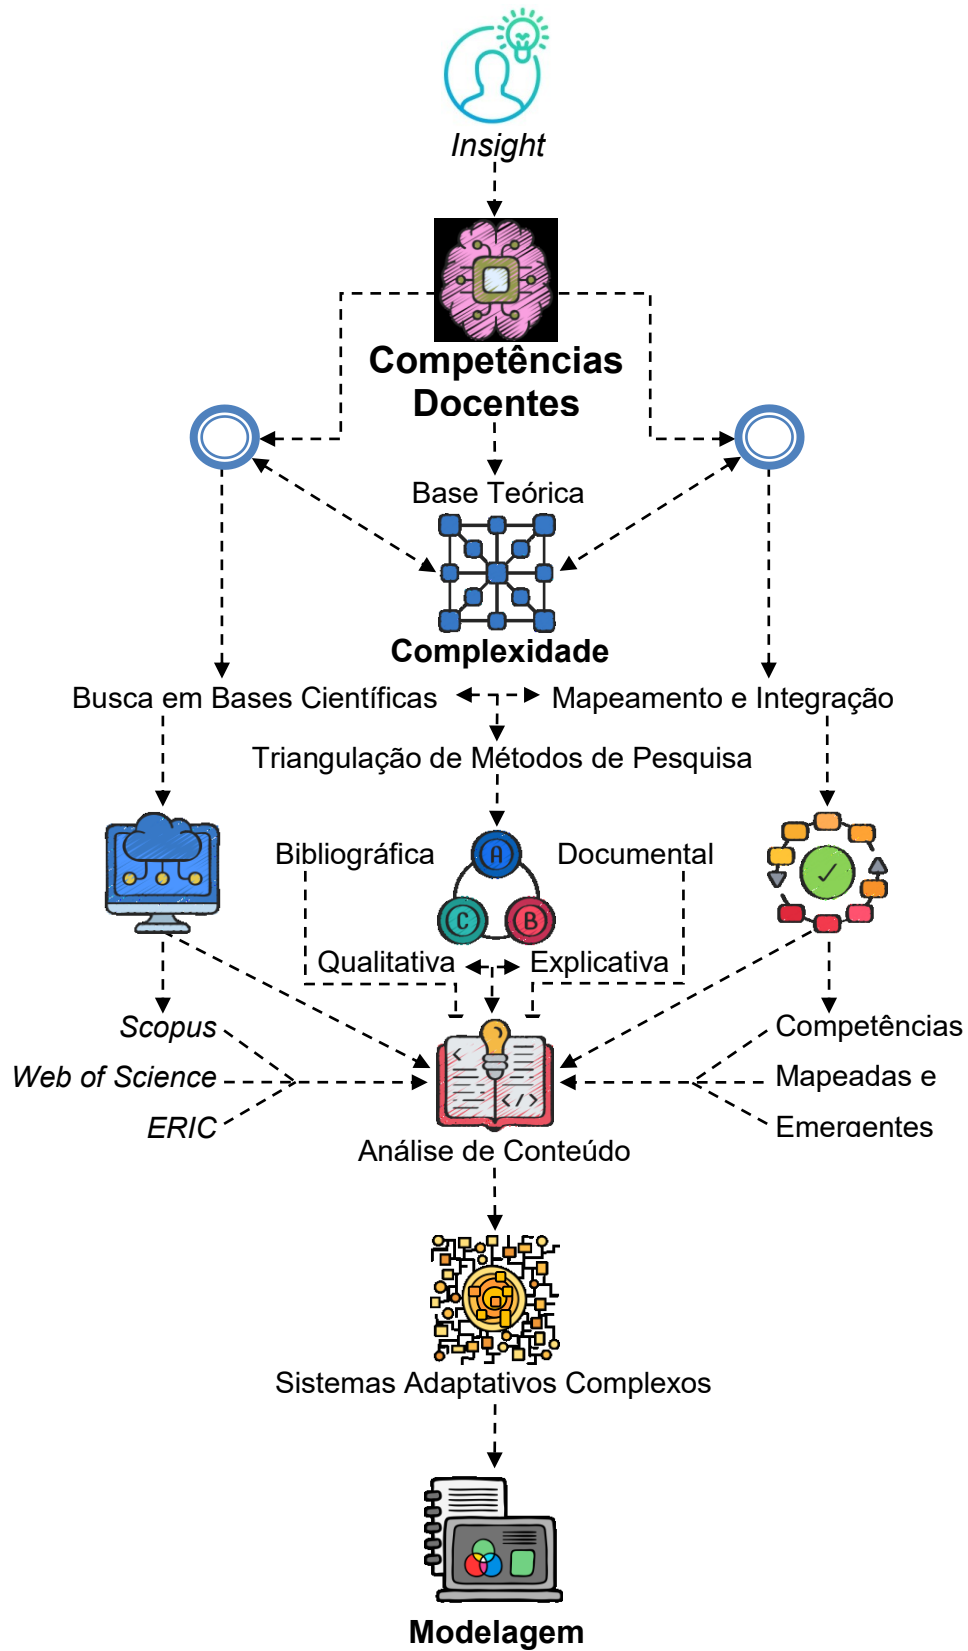 Insight
Competências
Docentes
Base Teórica
Complexidade
Busca em Bases Científicas
Mapeamento e Integração
Triangulação de Métodos de Pesquisa
Bibliográfica
A
Documental
C
B
Qualitativa
Explicativa
Scopus
Web of Science
ERIC
< 
</>
Competências
Mapeadas e
Emergentes
Análise de Conteúdo
Sistemas Adaptativos Complexos
Modelagem